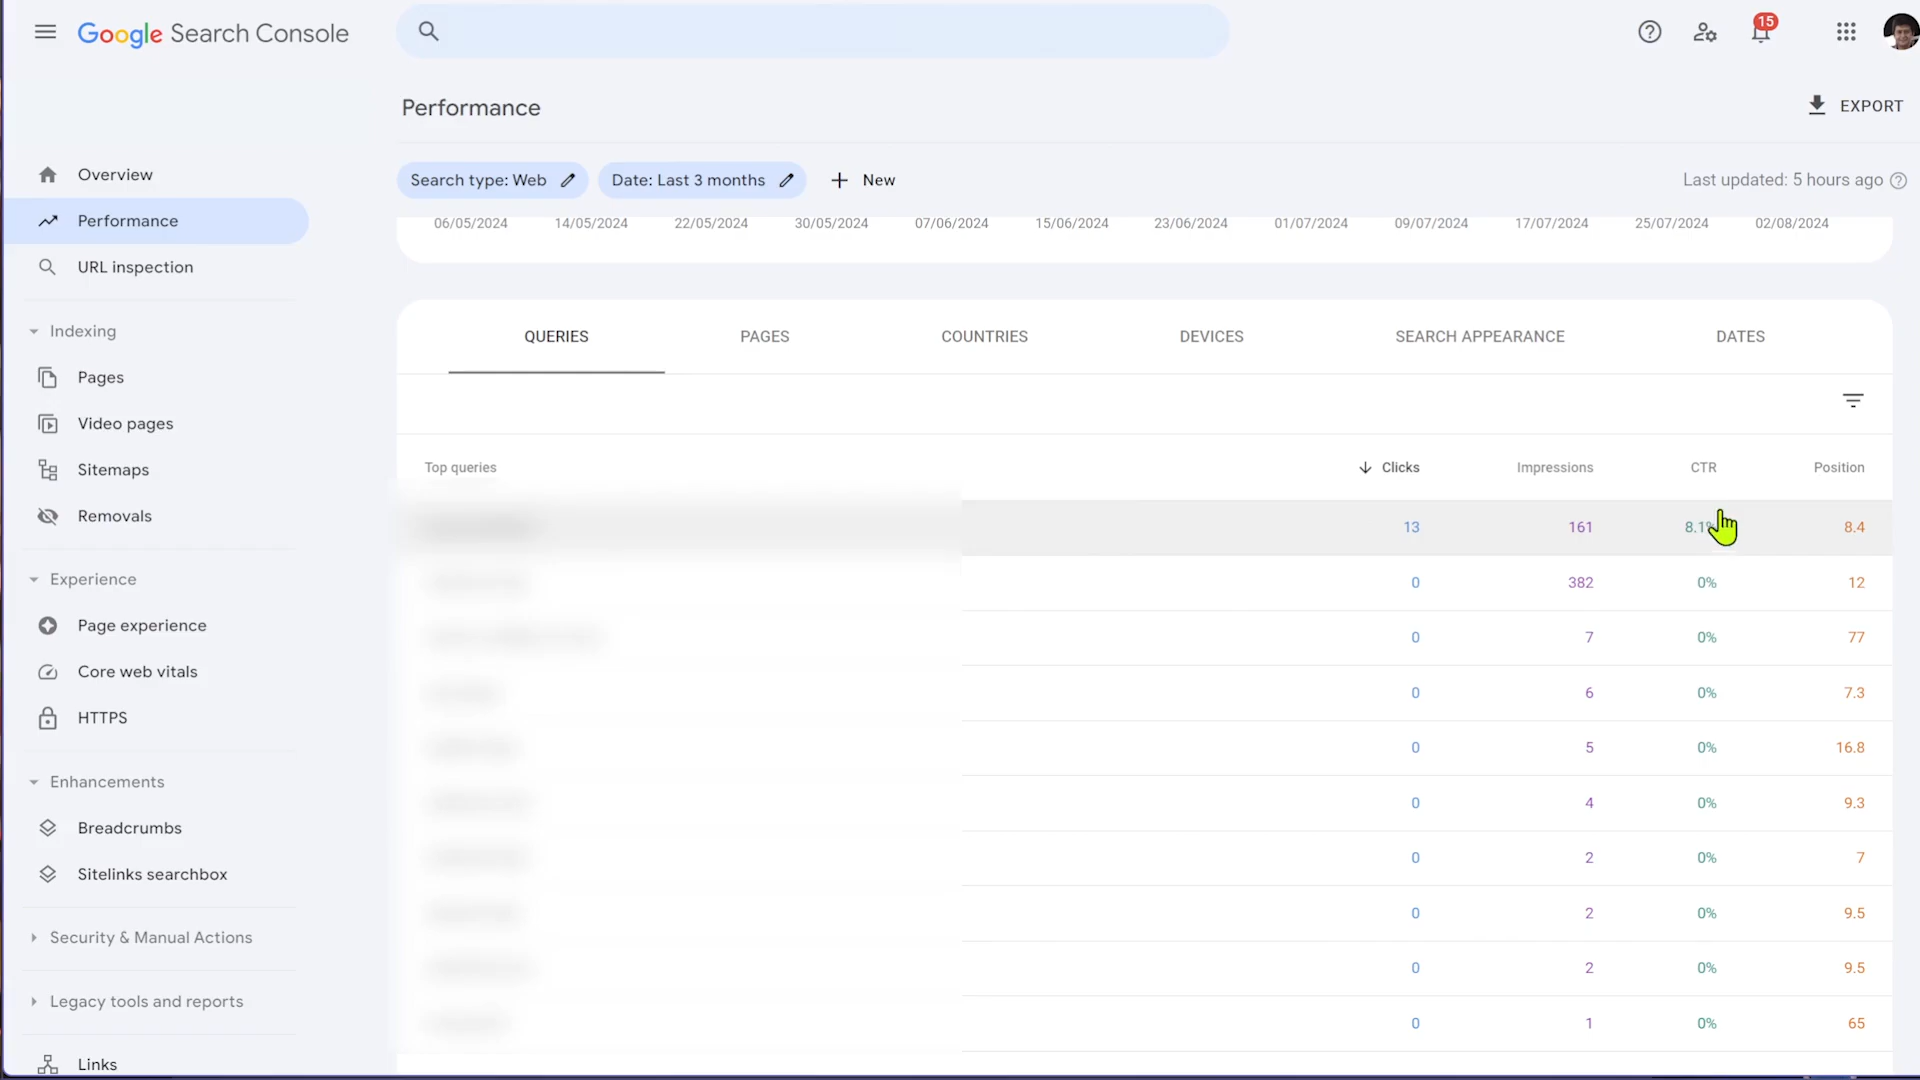 Google Search Console
15
Performance
EXPORT
Search type: Web
Date: Last 3 months
New
Last updated: 5 hours ago
Overview
Performance
URL inspection
Indexing
Pages
Video pages
Sitemaps
Removals
Experience
Page experience
Core web vitals
HTTPS
Enhancements
Breadcrumbs
Sitelinks searchbox
Security & Manual Actions
Legacy tools and reports
Links
06/05/2024 14/05/2024 22/05/2024 30/05/2024 07/06/2024 15/06/2024 23/06/2024 01/07/2024 09/07/2024 17/07/2024 25/07/2024 02/08/2024
QUERIES PAGES COUNTRIES DEVICES SEARCH APPEARANCE DATES
Top queries Clicks Impressions CTR Position
13 161 8.1% 8.4
0 382 0% 12
0 7 0% 77
0 6 0% 7.3
0 5 0% 16.8
0 4 0% 9.3
0 2 0% 7
0 2 0% 9.5
0 2 0% 9.5
0 1 0% 65